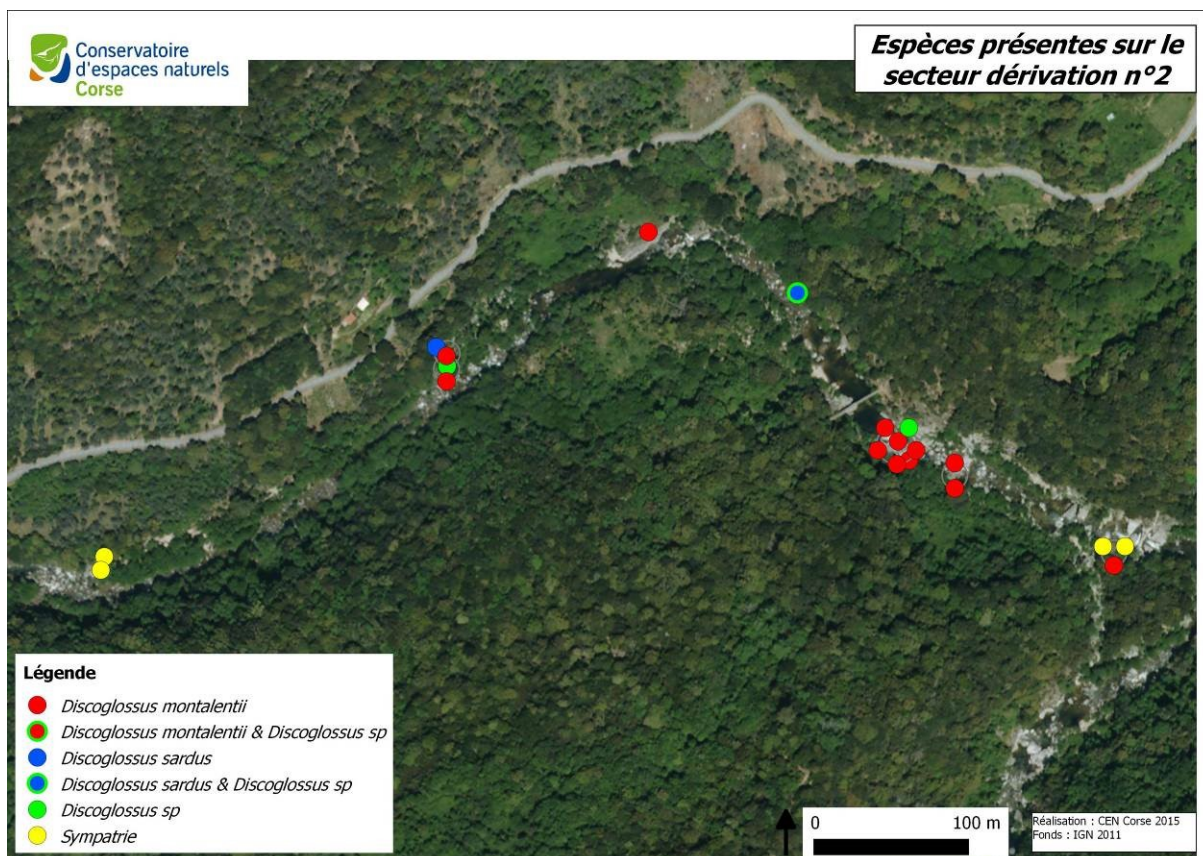 Conservatoire
d'espaces naturels
Corse
Espèces présentes sur le
secteur dérivation n°2
Légende
Discoglossus montalentii
Discoglossus montalentii & Discoglossus sp
Discoglossus sardus
Discoglossus sardus & Discoglossus sp
Discoglossus sp
Sympatrie
0 100 m
Réalisation : CEN Corse 2015
Fonds : IGN 2011